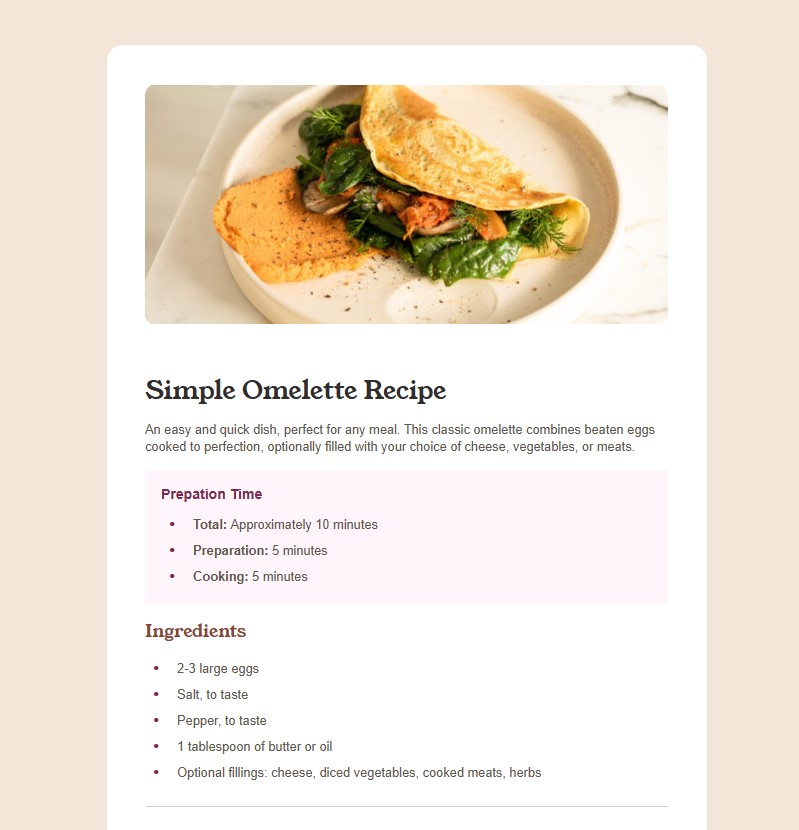 Simple Omelette Recipe
An easy and quick dish, perfect for any meal. This classic omelette combines beaten eggs
cooked to perfection, optionally filled with your choice of cheese, vegetables, or meats.
Prepation Time
• Total: Approximately 10 minutes
• Preparation: 5 minutes
• Cooking: 5 minutes
Ingredients
• 2-3 large eggs
• Salt, to taste
• Pepper, to taste
• 1 tablespoon of butter or oil
• Optional fillings: cheese, diced vegetables, cooked meats, herbs